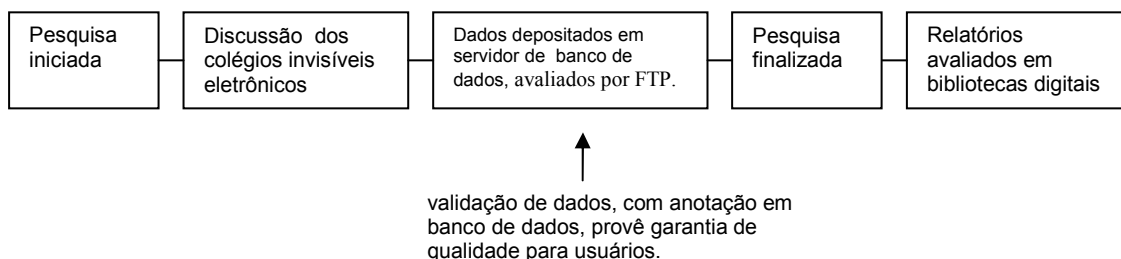 Pesquisa
iniciada
Discussão dos
colégios invisíveis
eletrônicos
Dados depositados em
servidor de banco de
dados, avaliados por FTP.
Pesquisa
finalizada
Relatórios
avaliados em
bibliotecas digitais
validação de dados, com anotação em
banco de dados, provê garantia de
qualidade para usuários.